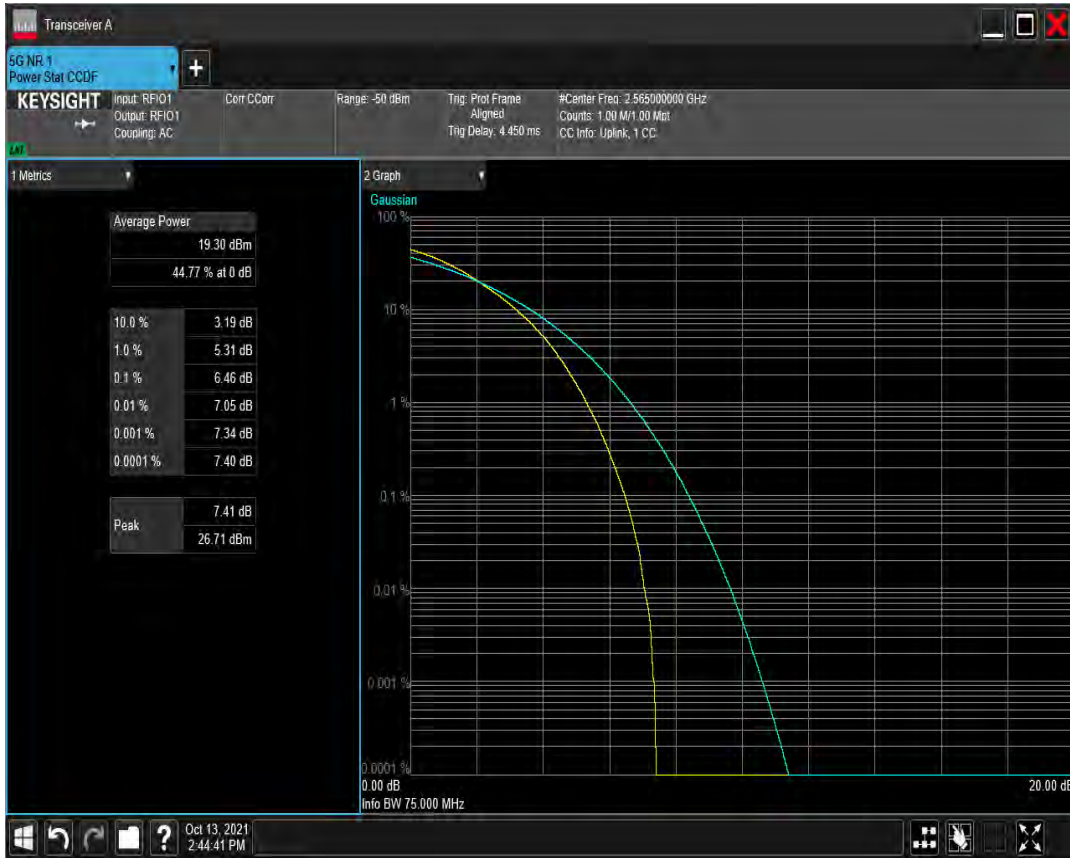 Transceiver A
5G NR 1
Power Stat CCDF
+
KEYSIGHT
Input: RFIO1
Output: RFIO1
Coupling: AC
Corr CCorr
Range: -50 dBm
Trig: Prot Frame
Aligned
Trig Delay: 4.450 ms
#Center Freq: 2.565000000 GHz
Counts: 1.00 M/1.00 Mpt
CC Info: Uplink, 1 CC
LNT
1 Metrics
Average Power
19.30 dBm
44.77 % at 0 dB
10.0 % 3.19 dB
1.0 % 5.31 dB
0.1 % 6.46 dB
0.01 % 7.05 dB
0.001 % 7.34 dB
0.0001 % 7.40 dB
Peak
7.41 dB
26.71 dBm
2 Graph
Gaussian
100 %
10 %
1 %
0.1 %
0.01 %
0.001 %
0.0001 %
0.00 dB
20.00 dB
Info BW 75.000 MHz
?
Oct 13, 2021
2:44:41 PM